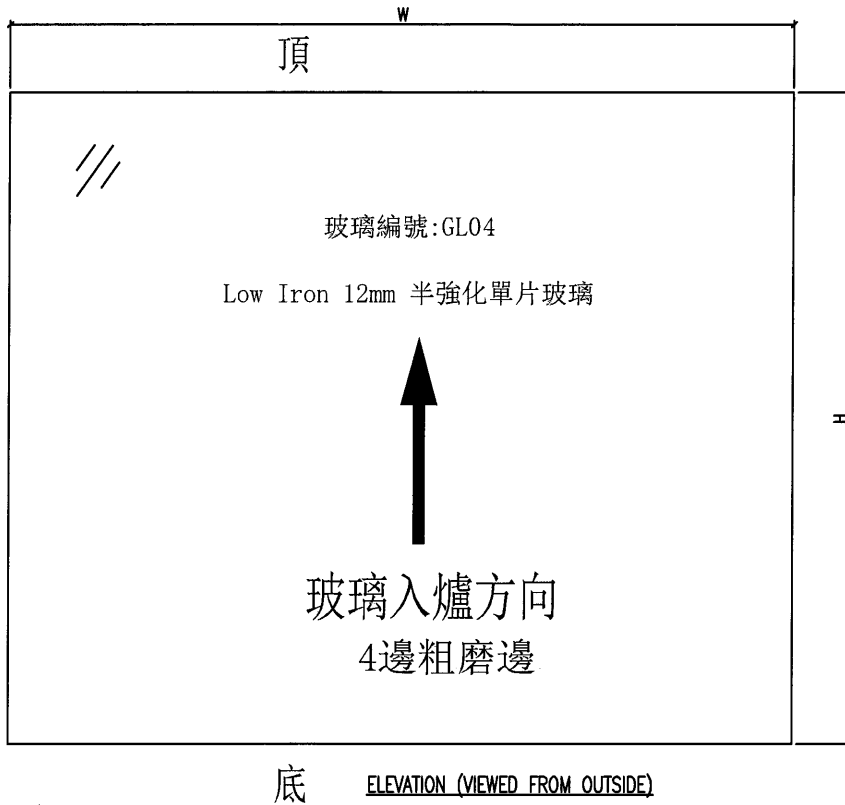 W
頂
玻璃編號:GL04
Low Iron 12mm 半強化單片玻璃
H
玻璃入爐方向
4邊粗磨邊
底
ELEVATION (VIEWED FROM OUTSIDE)